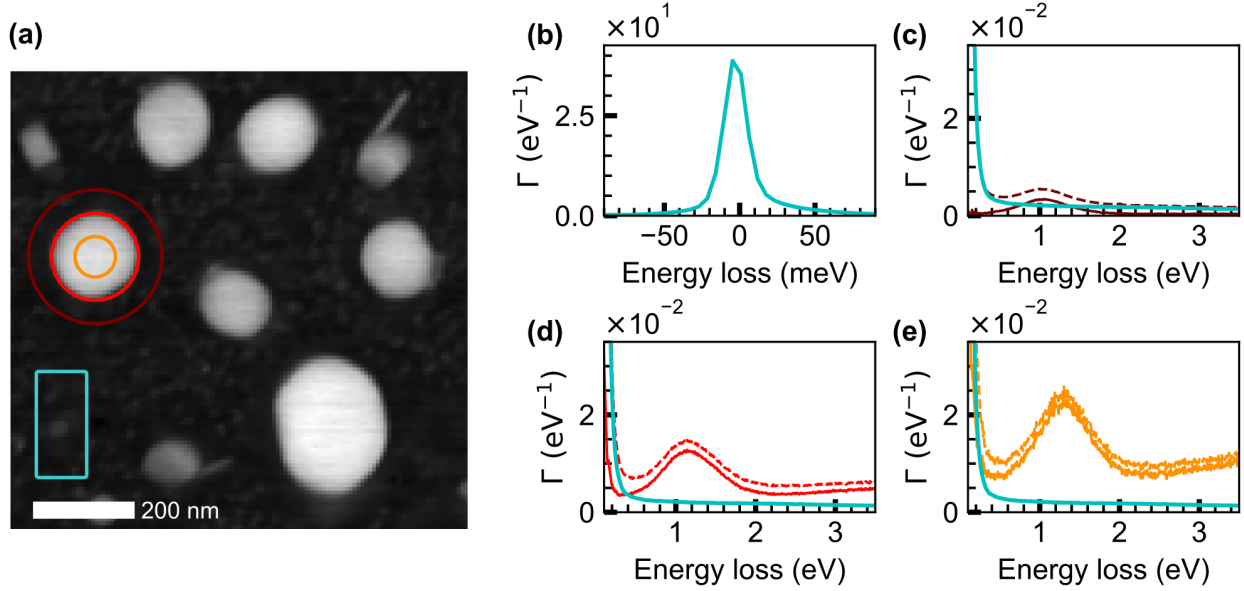 (a)
200 nm
(b)
×10¹
Γ (eV⁻¹)
2.5
0.0
−50 0 50
Energy loss (meV)
(c)
×10⁻²
Γ (eV⁻¹)
2
0
1 2 3
Energy loss (eV)
(d)
×10⁻²
Γ (eV⁻¹)
2
0
1 2 3
Energy loss (eV)
(e)
×10⁻²
Γ (eV⁻¹)
2
0
1 2 3
Energy loss (eV)